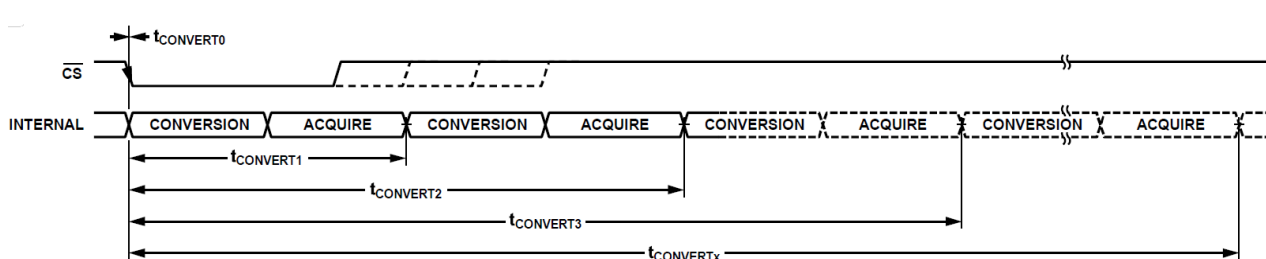 tCONVERT0
CS
INTERNAL CONVERSION ACQUIRE CONVERSION ACQUIRE CONVERSION ACQUIRE CONVERSION ACQUIRE
tCONVERT1
tCONVERT2
tCONVERT3
tCONVERTx